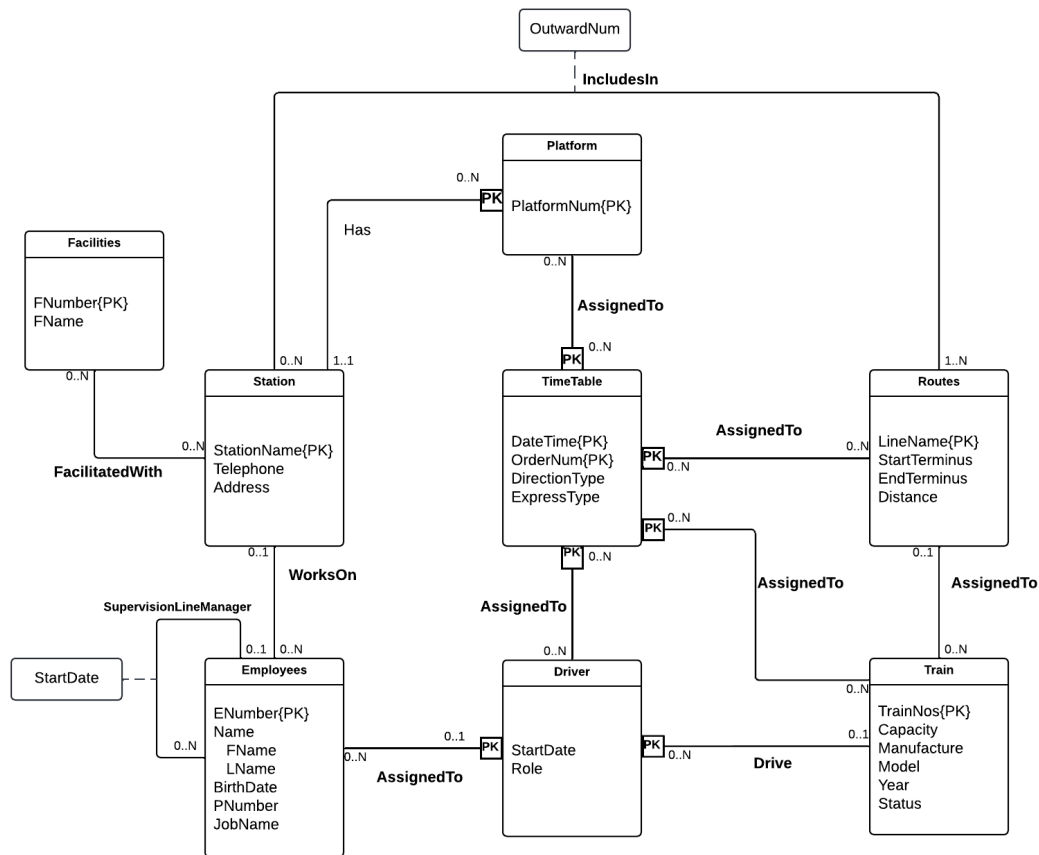 OutwardNum
IncludesIn
Platform
PlatformNum{PK}
0..N
PK
Has
0..N
AssignedTo
Facilities
FNumber{PK}
FName
0..N
0..N
FacilitatedWith
0..N
1..1
Station
StationName{PK}
Telephone
Address
0..1
WorksOn
0..N
PK
TimeTable
DateTime{PK}
OrderNum{PK}
DirectionType
ExpressType
PK
0..N
AssignedTo
0..N
PK
0..N
AssignedTo
PK
0..N
AssignedTo
0..N
1..N
Routes
LineName{PK}
StartTerminus
EndTerminus
Distance
0..1
AssignedTo
0..N
SupervisionLineManager
StartDate
0..1
0..N
0..N
Employees
ENumber{PK}
Name
FName
LName
BirthDate
PNumber
JobName
0..N
AssignedTo
0..1
PK
Driver
StartDate
Role
PK
0..N
Drive
0..1
0..N
Train
TrainNos{PK}
Capacity
Manufacture
Model
Year
Status